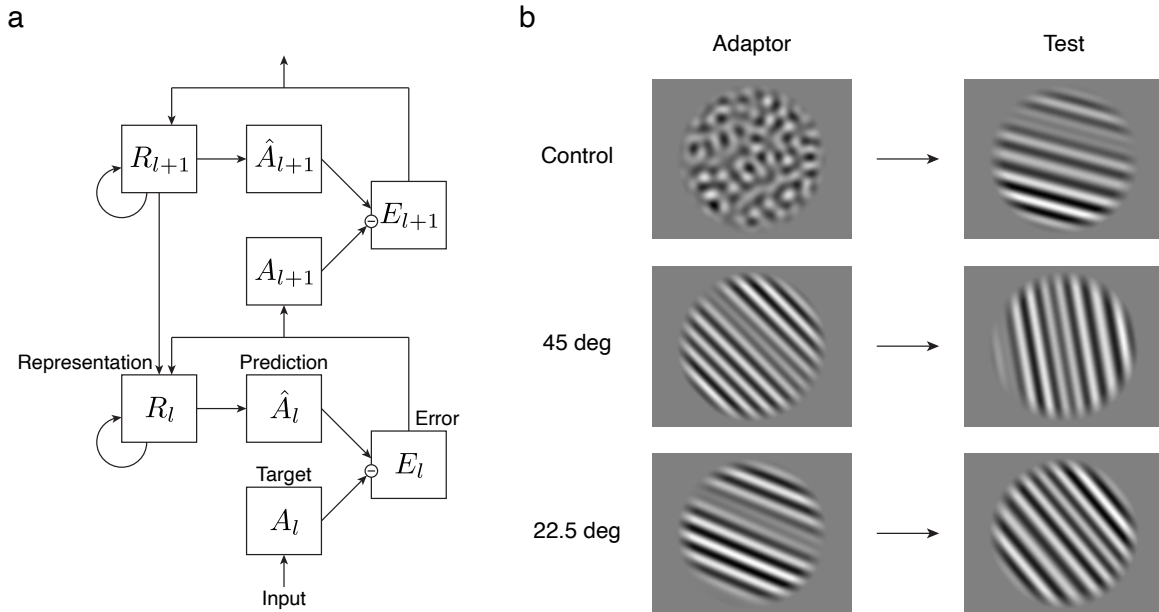 a
R_{l+1}
Â_{l+1}
E_{l+1}
A_{l+1}
Representation
Prediction
R_l
Â_l
Error
E_l
Target
A_l
Input
b
Adaptor Test
Control
45 deg
22.5 deg